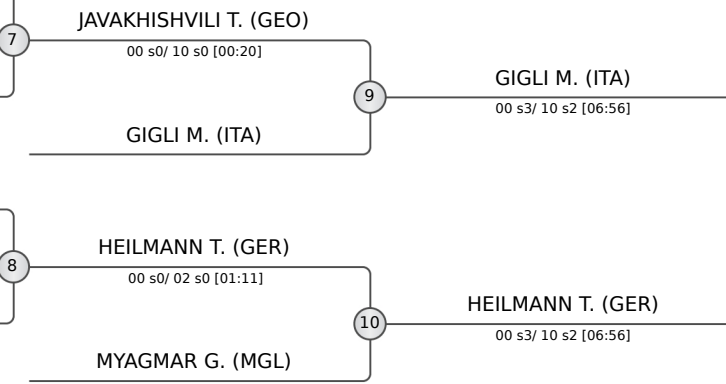 7
JAVAKHISHVILI T. (GEO)
00 s0/ 10 s0 [00:20]
9
GIGLI M. (ITA)
00 s3/ 10 s2 [06:56]
GIGLI M. (ITA)
8
HEILMANN T. (GER)
00 s0/ 02 s0 [01:11]
10
HEILMANN T. (GER)
00 s3/ 10 s2 [06:56]
MYAGMAR G. (MGL)